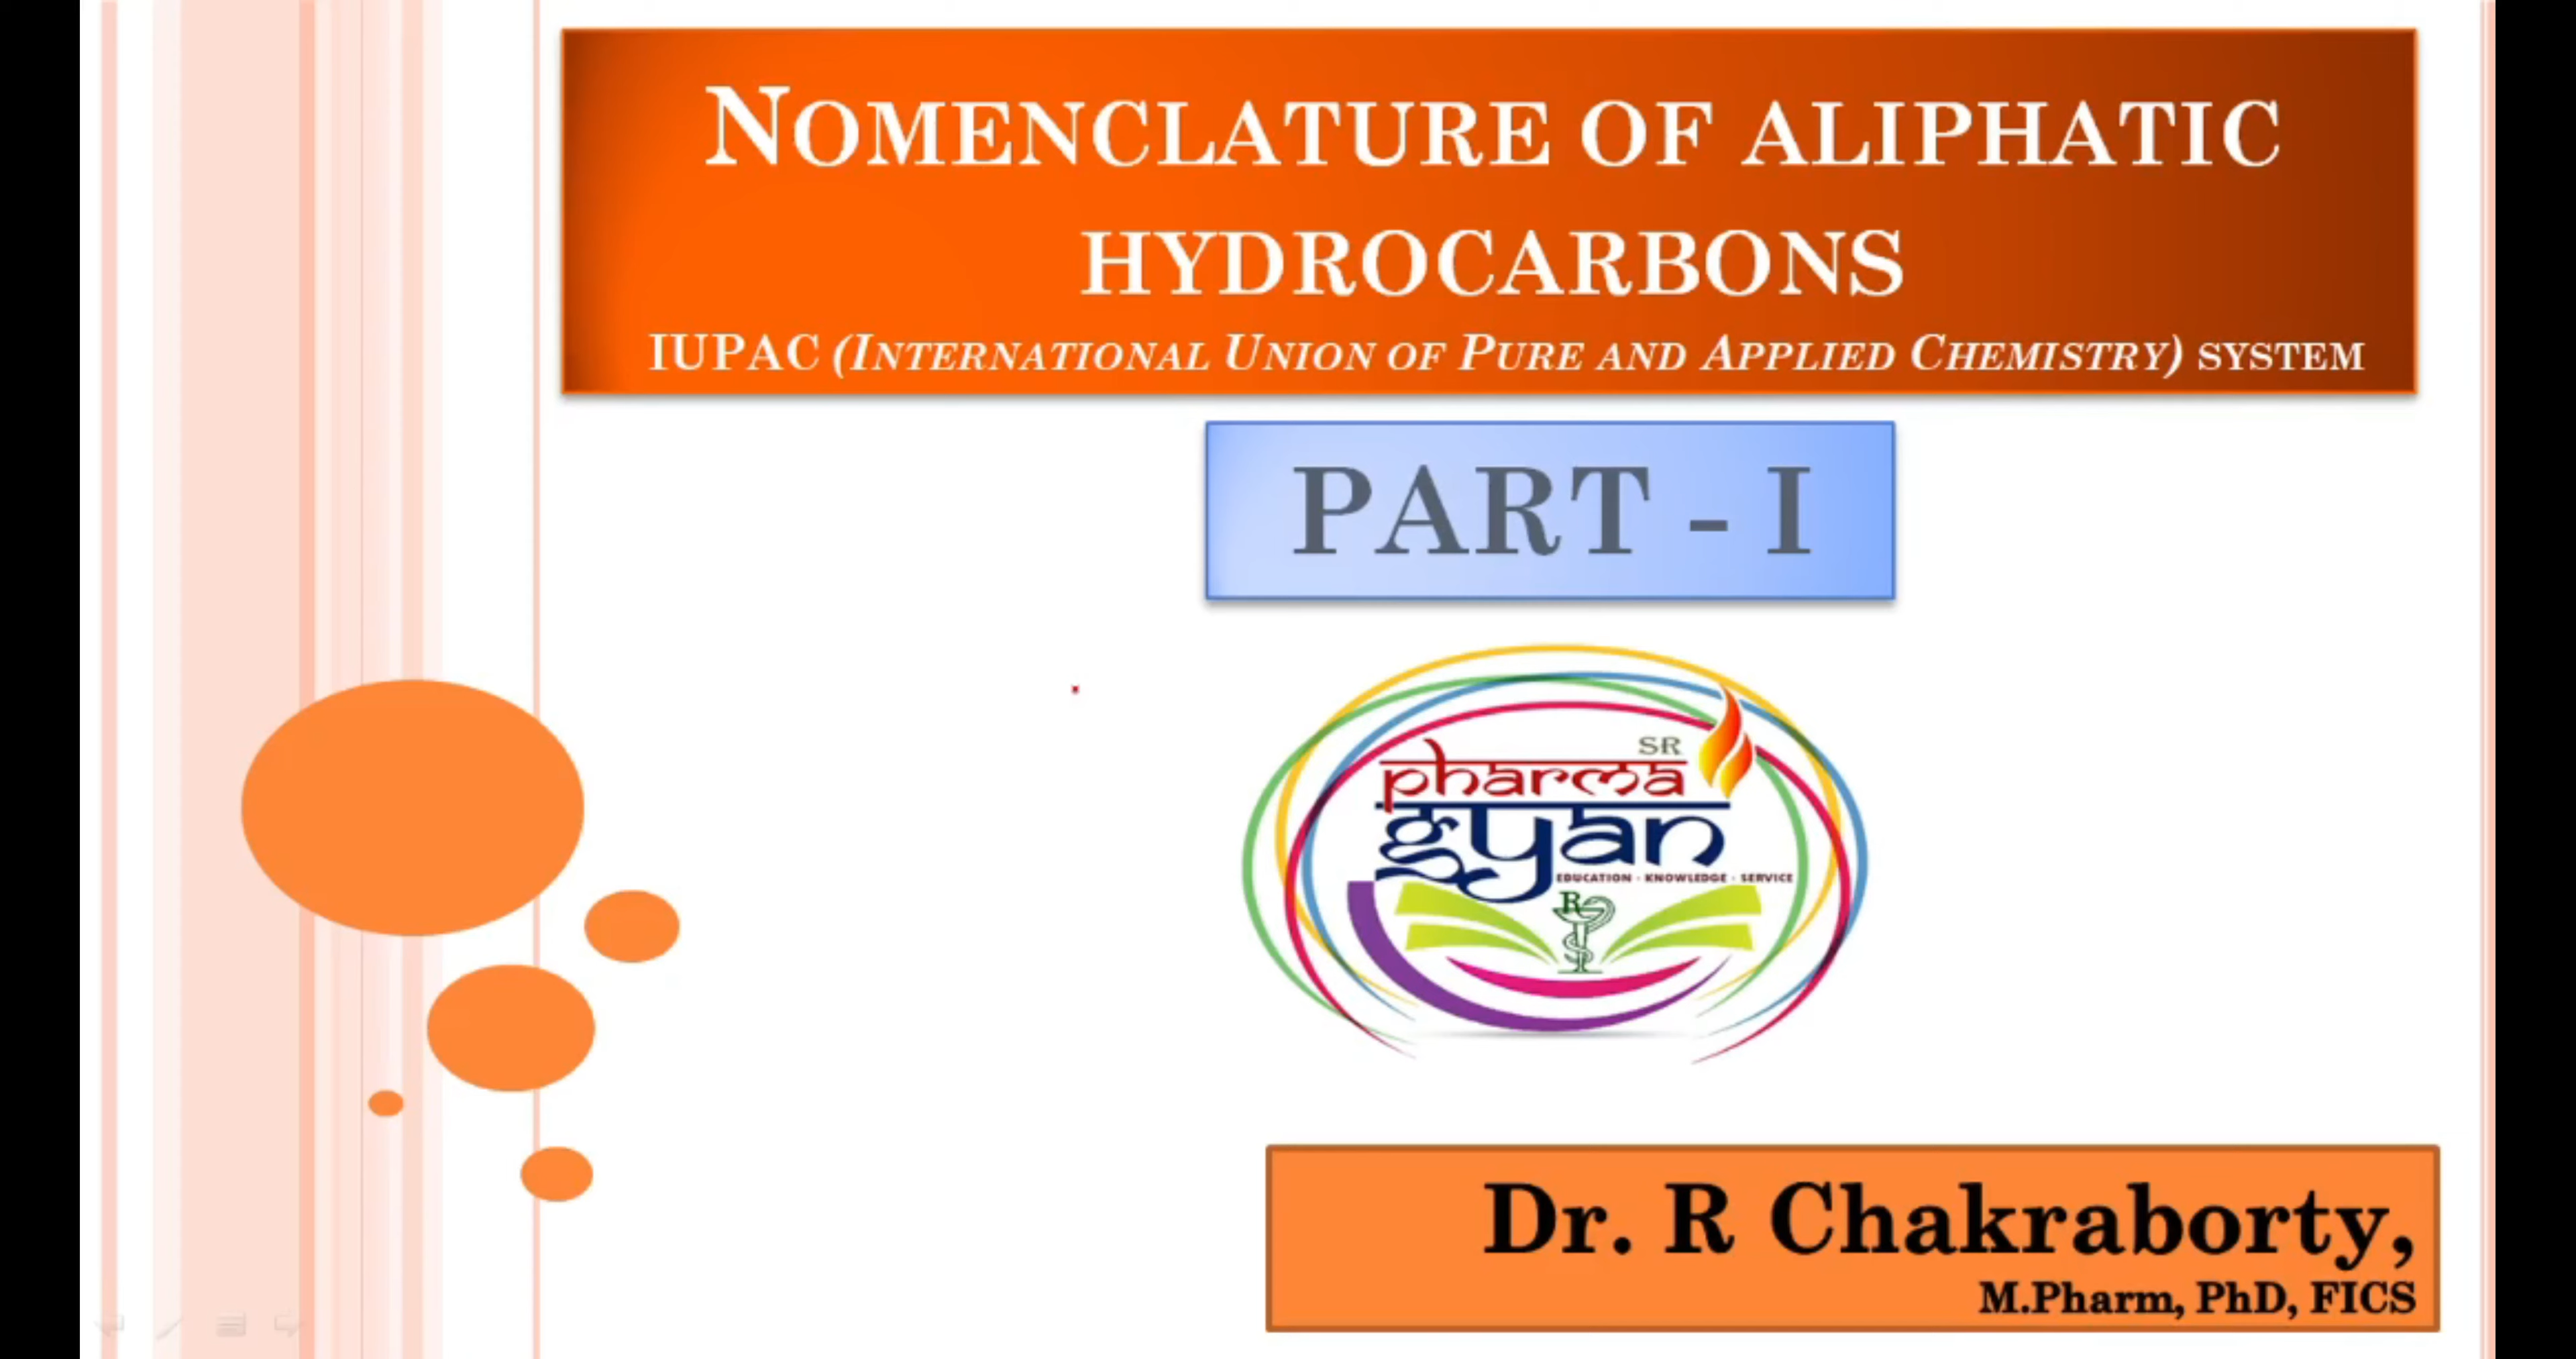 NOMENCLATURE OF ALIPHATIC
HYDROCARBONS
IUPAC (INTERNATIONAL UNION OF PURE AND APPLIED CHEMISTRY) SYSTEM
PART - I
SR
pharma
gyan
EDUCATION · KNOWLEDGE · SERVICE
R
Dr. R Chakraborty,
M.Pharm, PhD, FICS